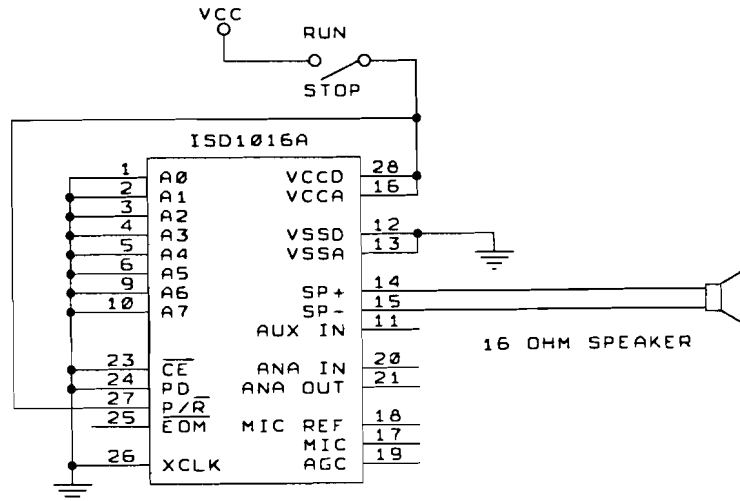 VCC
RUN
STOP
ISD1016A
1 A0 VCCD 28
2 A1 VCCA 16
3 A2
4 A3 VSSD 12
5 A4 VSSA 13
6 A5
9 A6 SP+ 14
10 A7 SP- 15
AUX IN 11
16 OHM SPEAKER
23 CE ANA IN 20
24 PD ANA OUT 21
27 P/R
25 EOM MIC REF 18
MIC 17
26 XCLK AGC 19